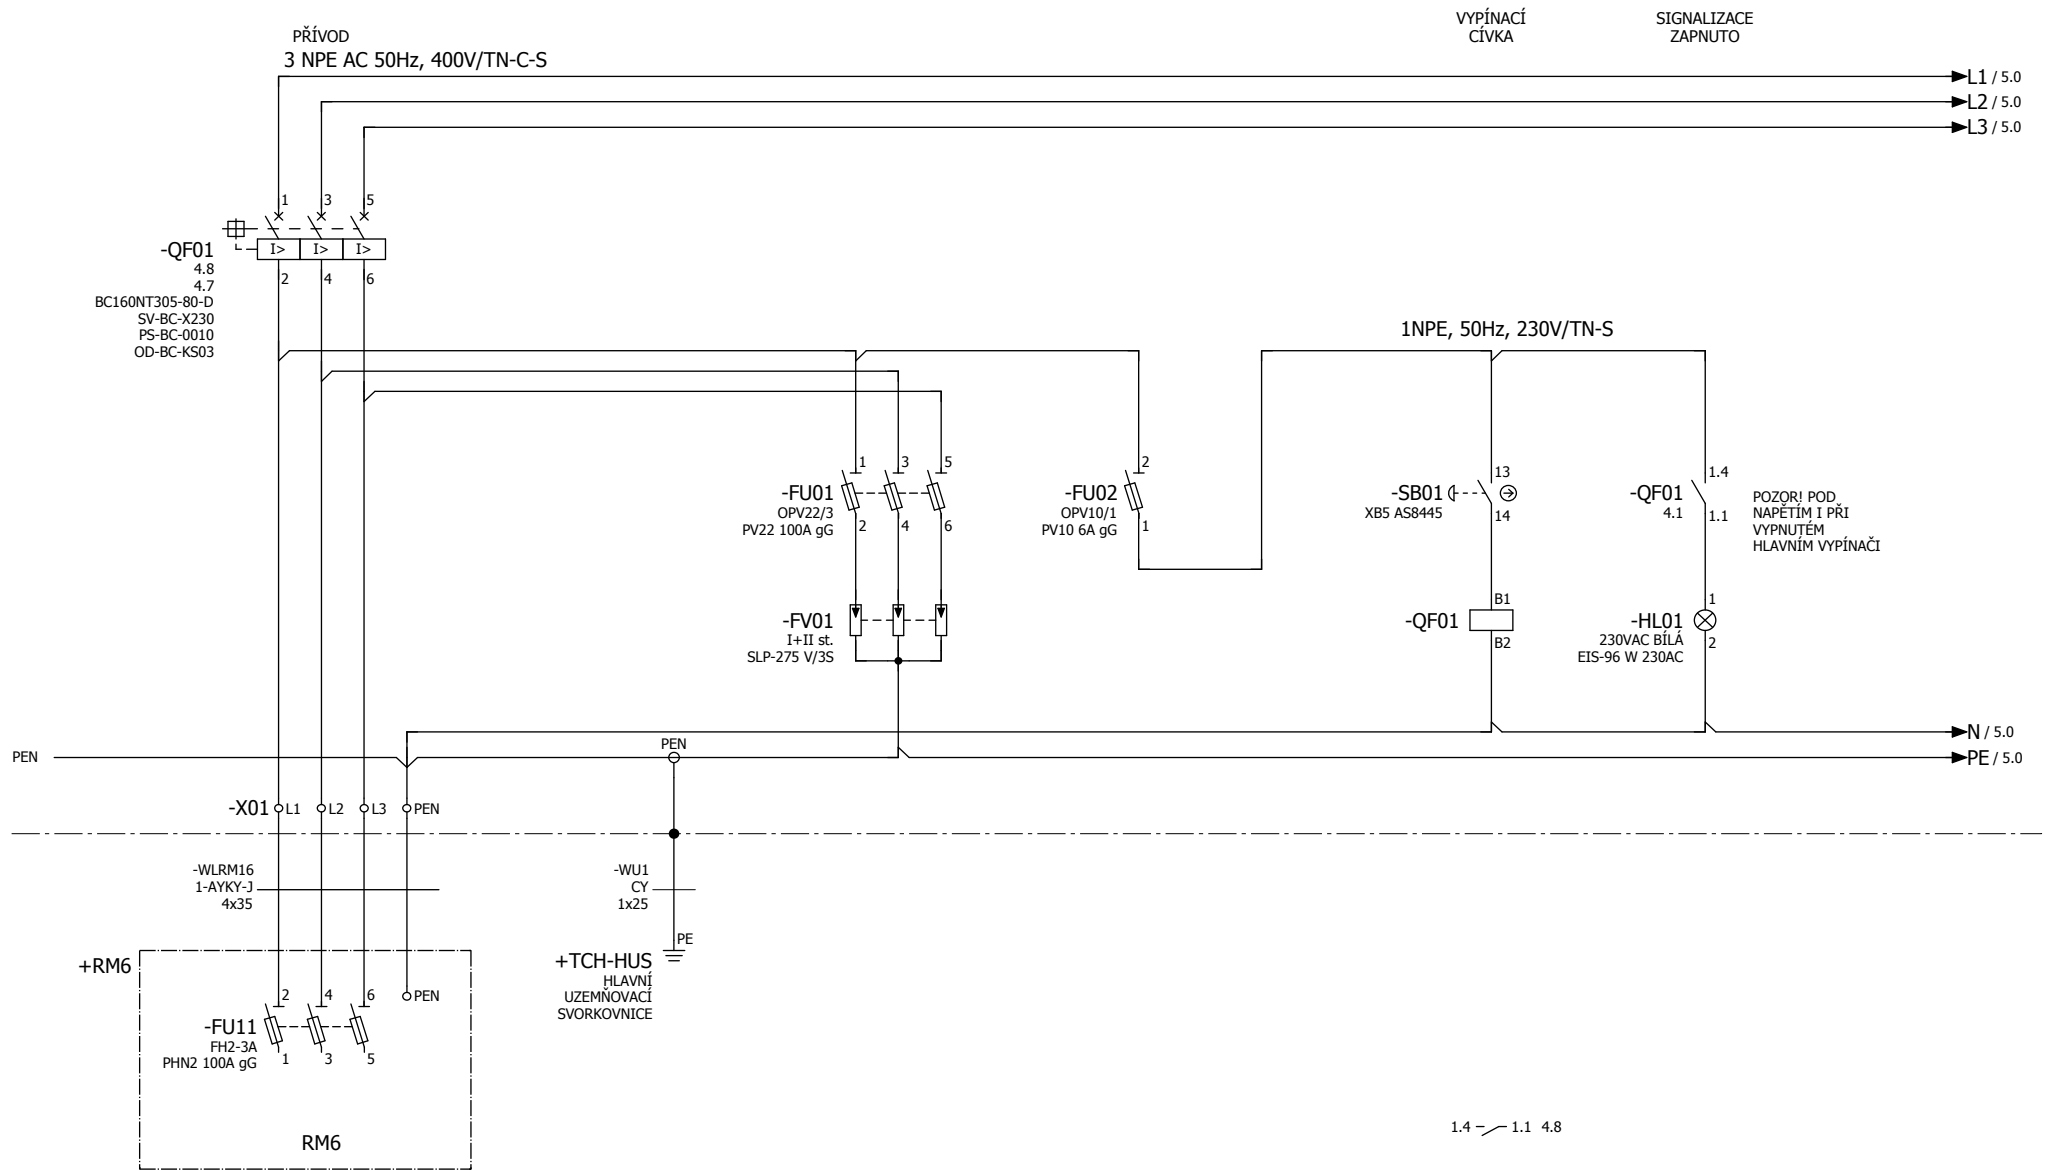 PŘÍVOD
3 NPE AC 50Hz, 400V/TN-C-S
VYPÍNACÍ
CÍVKA
SIGNALIZACE
ZAPNUTO
L1 / 5.0
L2 / 5.0
L3 / 5.0
1
3
5
I>
I>
I>
2
4
6
-QF01
4.8
4.7
BC160NT305-80-D
SV-BC-X230
PS-BC-0010
OD-BC-KS03
1NPE, 50Hz, 230V/TN-S
1
3
5
-FU01
OPV22/3
PV22 100A gG
2
4
6
2
-FU02
OPV10/1
PV10 6A gG
1
13
-SB01
XB5 AS8445
14
1.4
-QF01
4.1
1.1
POZOR! POD
NAPĚTÍM I PŘI
VYPNUTÉM
HLAVNÍM VYPÍNAČI
-FV01
I+II st.
SLP-275 V/3S
B1
-QF01
B2
1
-HL01
230VAC BÍLÁ
EIS-96 W 230AC
2
N / 5.0
PEN
PEN
PE / 5.0
-X01
L1
L2
L3
PEN
-WLRM16
1-AYKY-J
4x35
-WU1
CY
1x25
PE
+TCH-HUS
HLAVNÍ
UZEMŇOVACÍ
SVORKOVNICE
+RM6
2
4
6
PEN
-FU11
FH2-3A
PHN2 100A gG
1
3
5
RM6
1.4
1.1 4.8